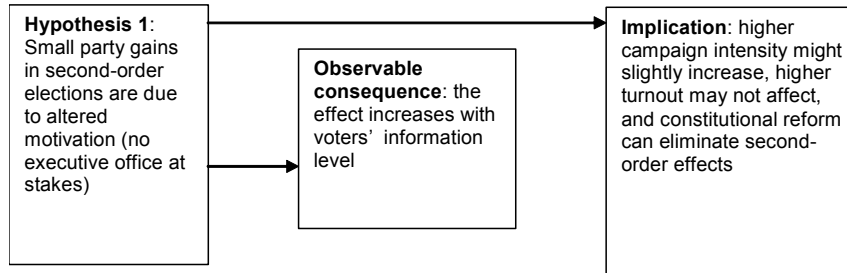 Hypothesis 1:
Small party gains
in second-order
elections are due
to altered
motivation (no
executive office at
stakes)
Observable
consequence: the
effect increases with
voters' information
level
Implication: higher
campaign intensity might
slightly increase, higher
turnout may not affect,
and constitutional reform
can eliminate second-
order effects